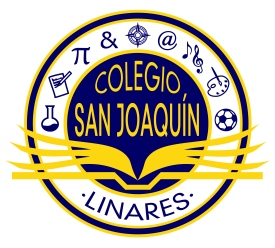 π & @
COLEGIO
SAN JOAQUÍN
·LINARES·